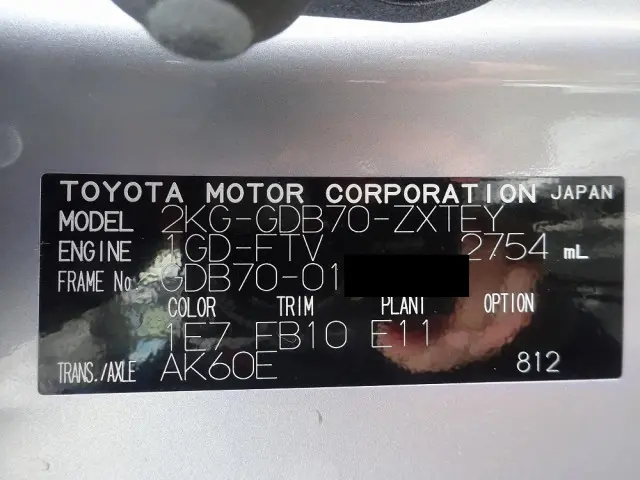 TOYOTA MOTOR CORPORATION JAPAN
MODEL 2KG-GDB70-ZXTEY
ENGINE 1GD-FTV 2754 mL
FRAME No. GDB70-01
COLOR TRIM PLANT OPTION
1E7 FB10 E11
TRANS./AXLE AK60E 812